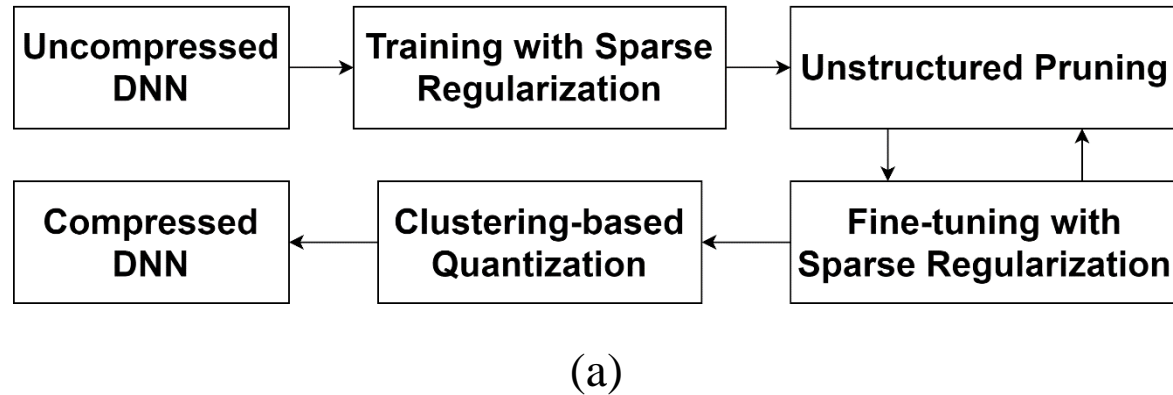 Uncompressed
DNN
Training with Sparse
Regularization
Unstructured Pruning
Compressed
DNN
Clustering-based
Quantization
Fine-tuning with
Sparse Regularization
(a)